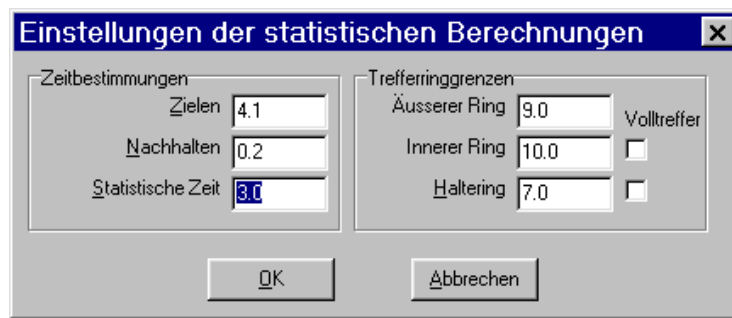 Einstellungen der statistischen Berechnungen
Zeitbestimmungen
Zielen 4.1
Nachhalten 0.2
Statistische Zeit 3.0
Trefferringgrenzen
Äusserer Ring 9.0 Volltreffer
Innerer Ring 10.0
Haltering 7.0
OK Abbrechen